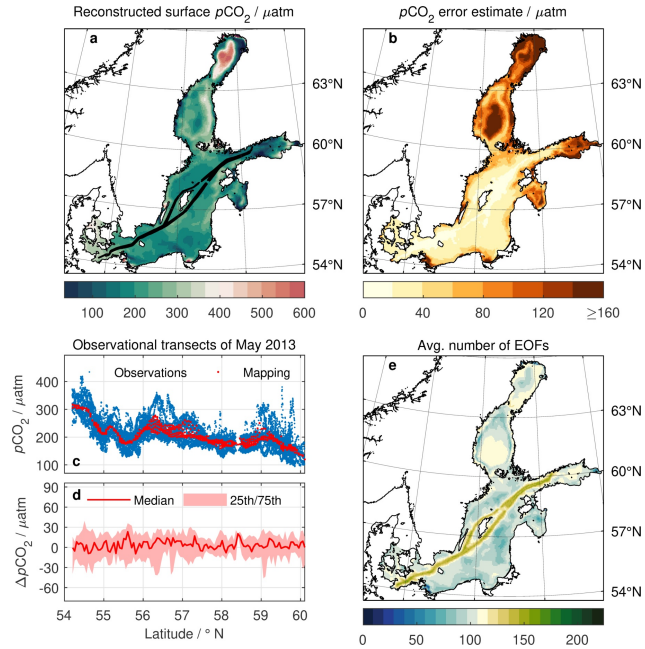 Reconstructed surface pCO2 / μatm
a
63°N
60°N
57°N
54°N
100 200 300 400 500 600
pCO2 error estimate / μatm
b
63°N
60°N
57°N
54°N
0 40 80 120 ≥160
Observational transects of May 2013
Observations Mapping
400
300
200
100
pCO2 / μatm
c
90
60
30
0
-30
-60
ΔpCO2 / μatm
d
Median 25th/75th
54 55 56 57 58 59 60
Latitude / ° N
Avg. number of EOFs
e
63°N
60°N
57°N
54°N
0 50 100 150 200